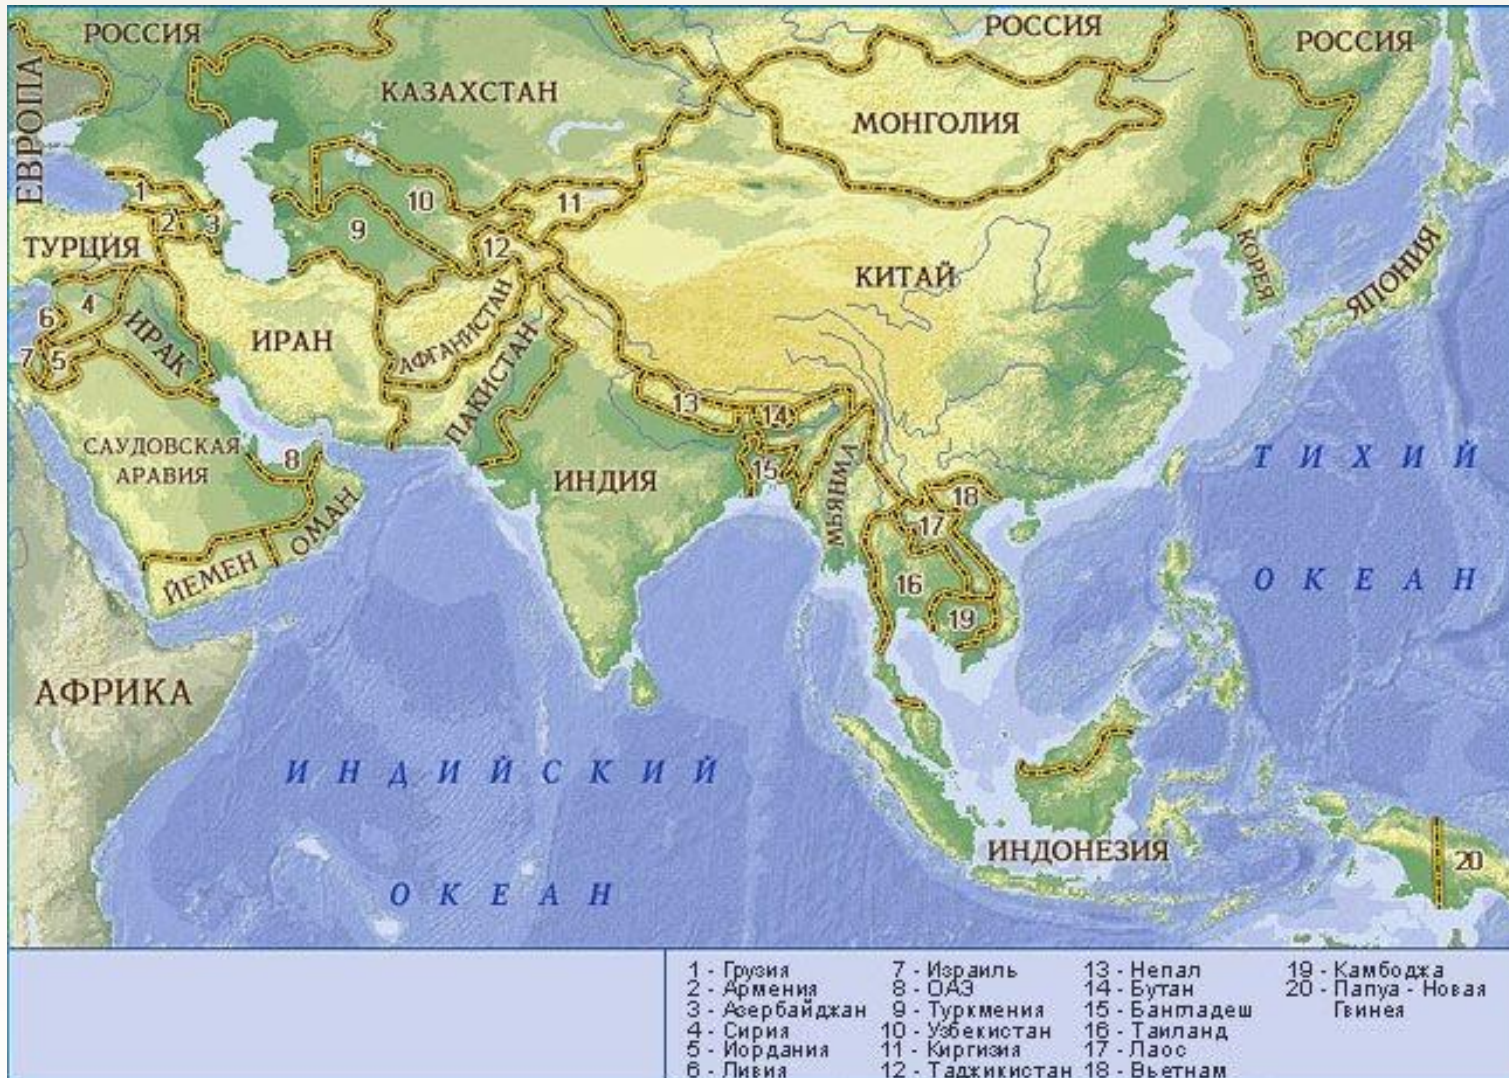 РОССИЯ
РОССИЯ
РОССИЯ
ЕВРОПА
КАЗАХСТАН
МОНГОЛИЯ
1
2
3
10
11
9
12
ТУРЦИЯ
КИТАЙ
КОРЕЯ
ЯПОНИЯ
4
6
7
5
ИРАК
ИРАН
АФГАНИСТАН
ПАКИСТАН
13
14
15
САУДОВСКАЯ
АРАВИЯ
8
ИНДИЯ
МЬЯНМА
18
17
16
19
ТИХИЙ
ОКЕАН
ЙЕМЕН
ОМАН
АФРИКА
ИНДИЙСКИЙ
ОКЕАН
ИНДОНЕЗИЯ
20
1 - Грузия
2 - Армения
3 - Азербайджан
4 - Сирия
5 - Иордания
6 - Ливия
7 - Израиль
8 - ОАЭ
9 - Туркмения
10 - Узбекистан
11 - Киргизия
12 - Таджикистан
13 - Непал
14 - Бутан
15 - Бангладеш
16 - Таиланд
17 - Лаос
18 - Вьетнам
19 - Камбоджа
20 - Папуа - Новая
Гвинея